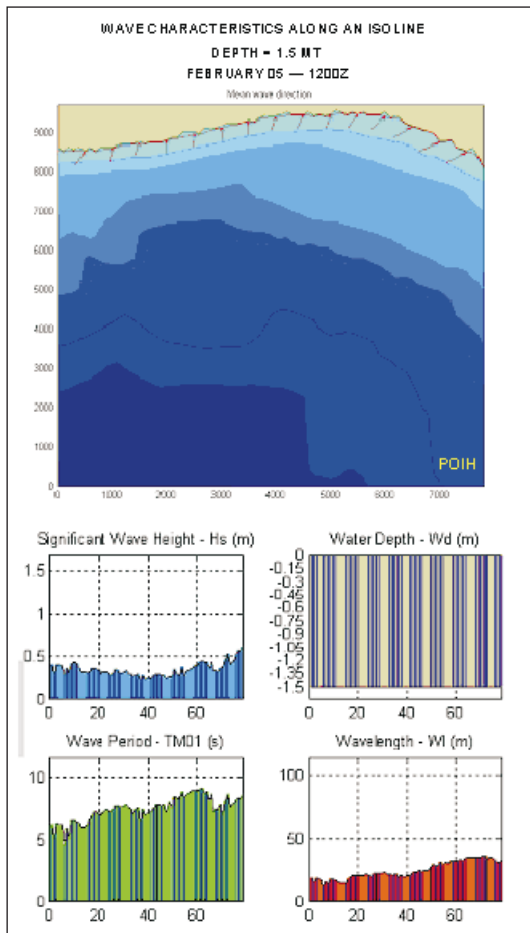 WAVE CHARACTERISTICS ALONG AN ISOLINE
DEPTH = 1.5 MT
FEBRUARY 05 — 1200Z
Mean wave direction
9000
8000
7000
6000
5000
4000
3000
2000
1000
0
0 1000 2000 3000 4000 5000 6000 7000
POIH
Significant Wave Height - Hs (m)
1.5
1
0.5
0
0 20 40 60
Water Depth - Wd (m)
0
-0.15
-0.3
-0.45
-0.6
-0.75
-0.9
-1.05
-1.2
-1.35
-1.5
0 20 40 60
Wave Period - TM01 (s)
10
5
0
0 20 40 60
Wavelength - Wl (m)
100
50
0
0 20 40 60